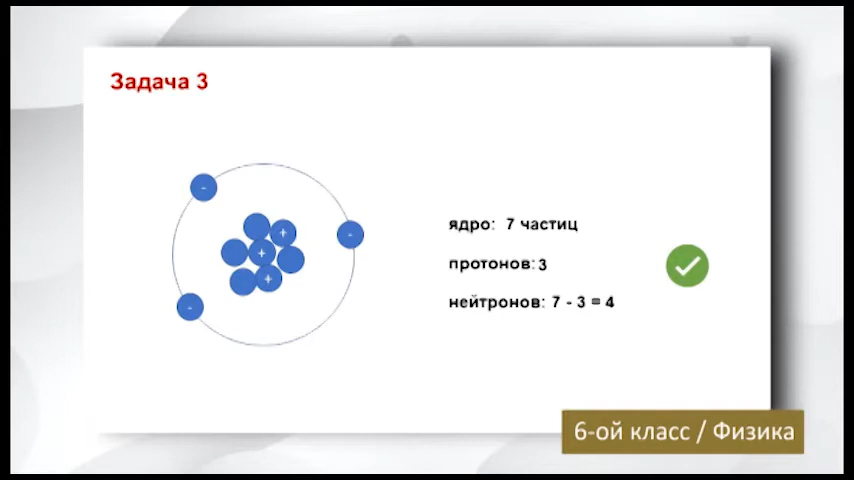 Задача 3
-
-
-
+
+
+
ядро: 7 частиц
протонов: 3
нейтронов: 7 - 3 = 4
6-ой класс / Физика